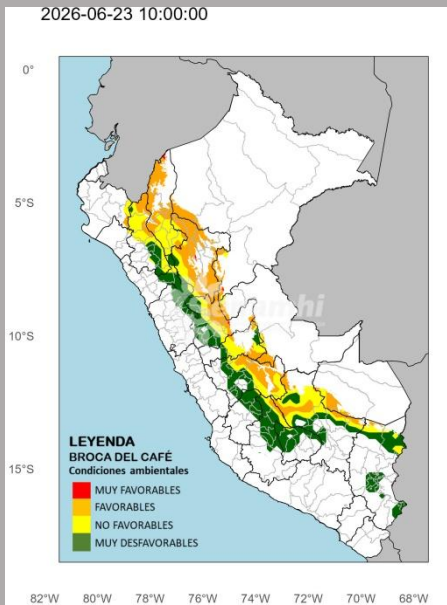 2026-06-23 10:00:00
0°
5°S
10°S
15°S
senamhi
LEYENDA
BROCA DEL CAFÉ
Condiciones ambientales
MUY FAVORABLES
FAVORABLES
NO FAVORABLES
MUY DESFAVORABLES
82°W 80°W 78°W 76°W 74°W 72°W 70°W 68°W